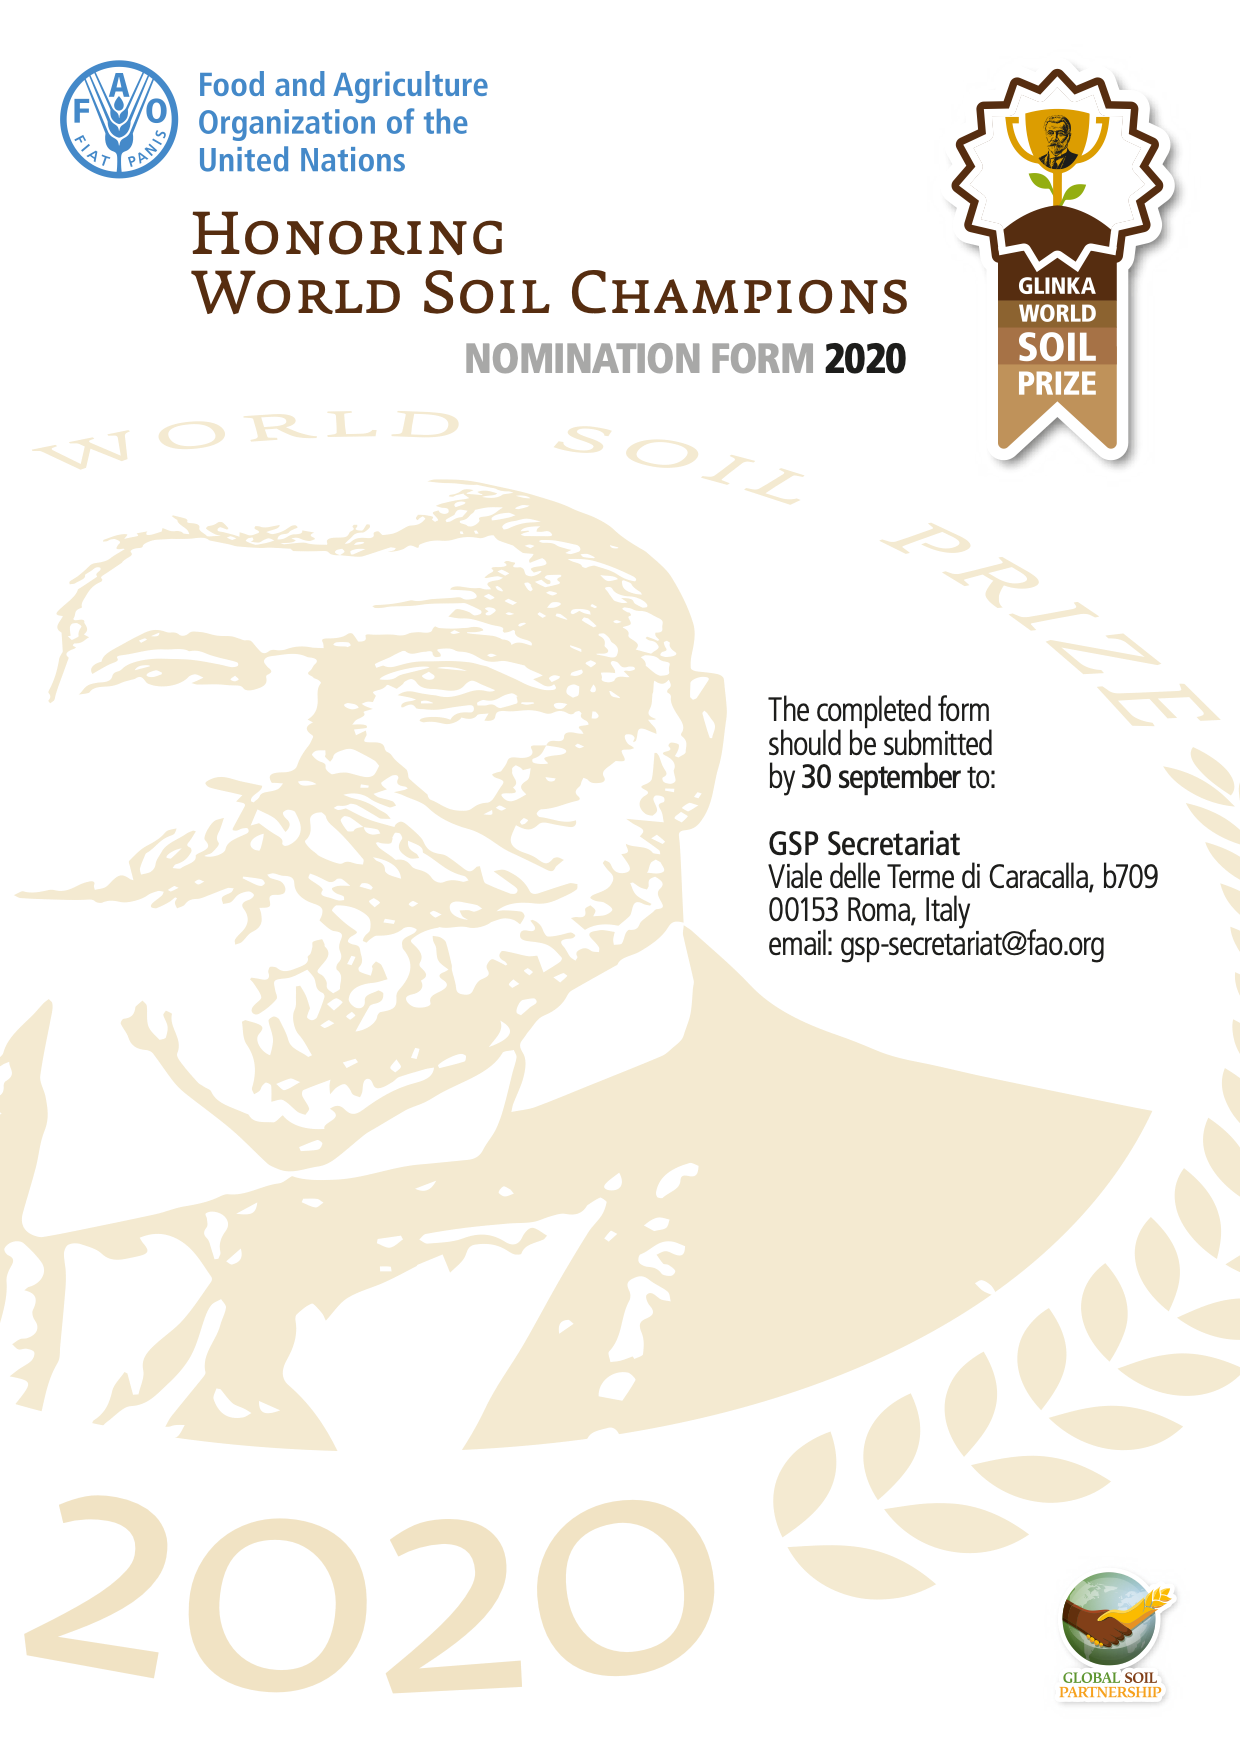 F A O
FIAT PANIS
Food and Agriculture
Organization of the
United Nations
HONORING
WORLD SOIL CHAMPIONS
NOMINATION FORM 2020
GLINKA
WORLD
SOIL
PRIZE
WORLD SOIL PRIZE
The completed form
should be submitted
by 30 september to:
GSP Secretariat
Viale delle Terme di Caracalla, b709
00153 Roma, Italy
email: gsp-secretariat@fao.org
2020
GLOBAL SOIL
PARTNERSHIP